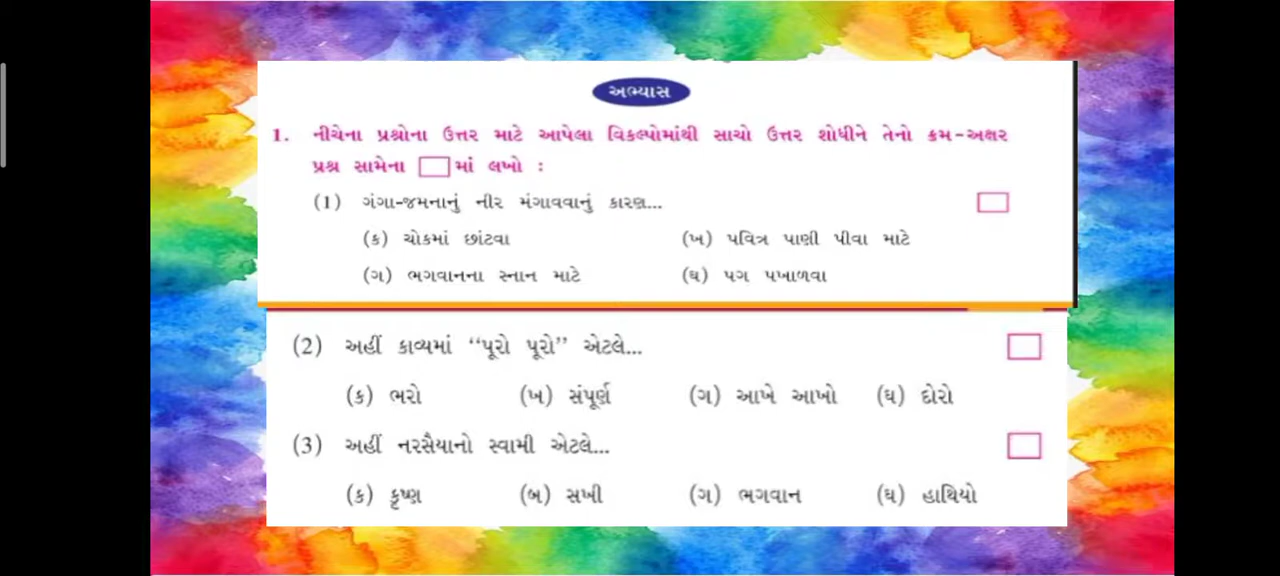 અભ્યાસ
1. નીચેના પ્રશ્નોના ઉત્તર માટે આપેલા વિકલ્પોમાંથી સાચો ઉત્તર શોધીને તેનો ક્રમ-અક્ષર
પ્રશ્ન સામેના માં લખો :
(1) ગંગા-જમનાનું નીર મંગાવવાનું કારણ...
(ક) ચોકમાં છાંટવા (ખ) પવિત્ર પાણી પીવા માટે
(ગ) ભગવાનના સ્નાન માટે (ઘ) પગ પખાળવા
(2) અહીં કાવ્યમાં “પૂરો પૂરો” એટલે...
(ક) ભરો (ખ) સંપૂર્ણ (ગ) આખે આખો (ઘ) દોરો
(3) અહીં નરસૈયાનો સ્વામી એટલે...
(ક) કૃષ્ણ (બ) સખી (ગ) ભગવાન (ઘ) હાથિયો